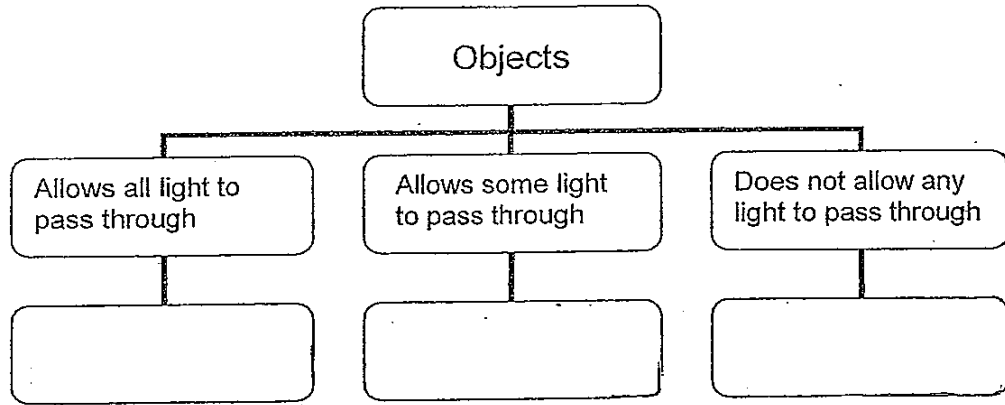 Objects
Allows all light to
pass through
Allows some light
to pass through
Does not allow any
light to pass through